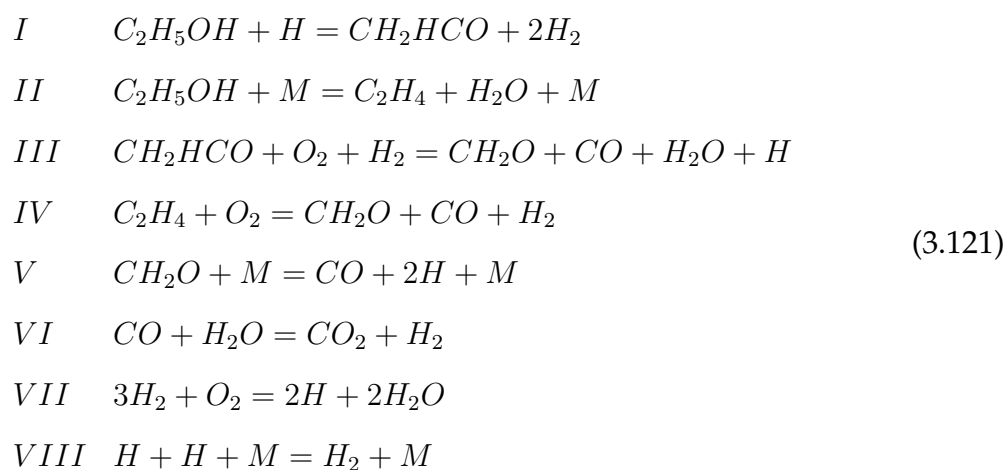 I C₂H₅OH + H = CH₂HCO + 2H₂
II C₂H₅OH + M = C₂H₄ + H₂O + M
III CH₂HCO + O₂ + H₂ = CH₂O + CO + H₂O + H
IV C₂H₄ + O₂ = CH₂O + CO + H₂
(3.121)
V CH₂O + M = CO + 2H + M
VI CO + H₂O = CO₂ + H₂
VII 3H₂ + O₂ = 2H + 2H₂O
VIII H + H + M = H₂ + M